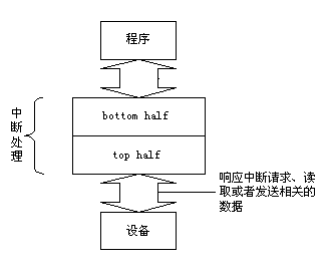 程序
bottom half
中
断
处
理
top half
响应中断请求、读
取或者发送相关的
数据
设备